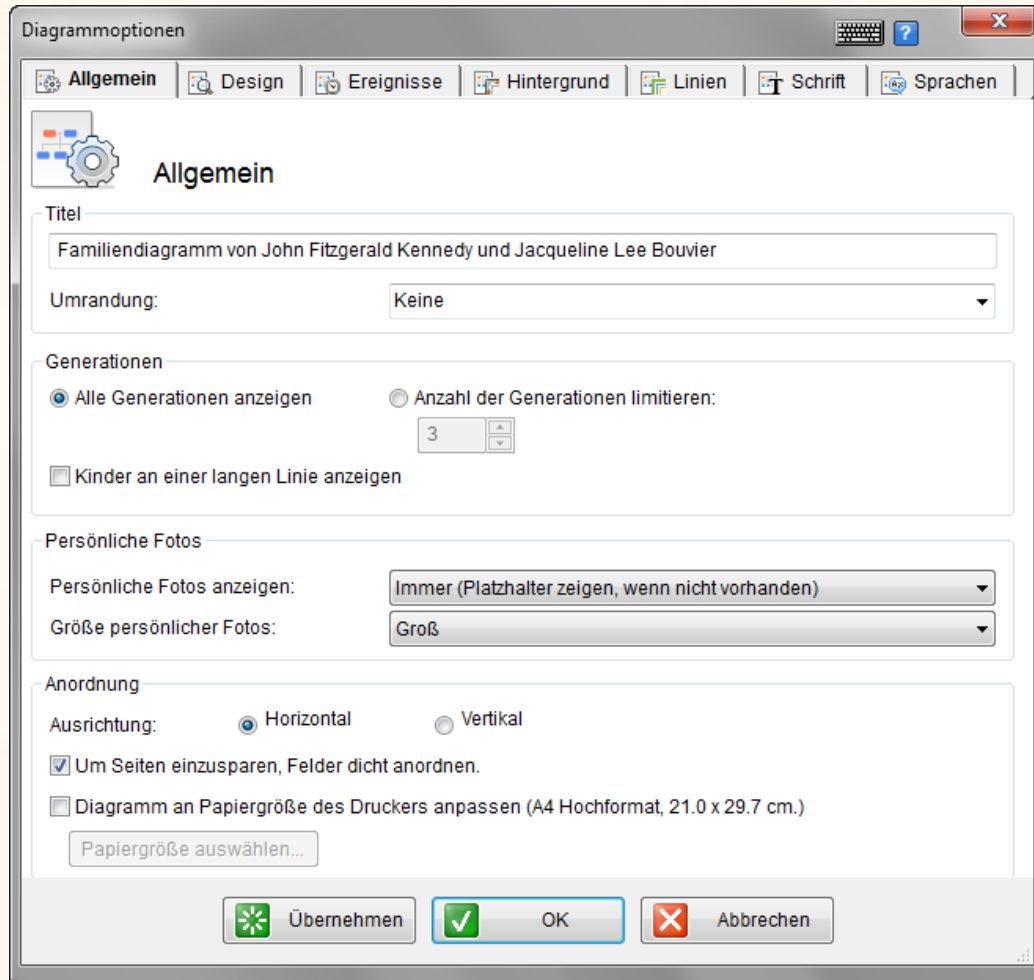 Diagrammoptionen
Allgemein Design Ereignisse Hintergrund Linien Schrift Sprachen
Allgemein
Titel
Familiendiagramm von John Fitzgerald Kennedy und Jacqueline Lee Bouvier
Umrandung: Keine
Generationen
Alle Generationen anzeigen Anzahl der Generationen limitieren:
3
Kinder an einer langen Linie anzeigen
Persönliche Fotos
Persönliche Fotos anzeigen: Immer (Platzhalter zeigen, wenn nicht vorhanden)
Größe persönlicher Fotos: Groß
Anordnung
Ausrichtung: Horizontal Vertikal
Um Seiten einzusparen, Felder dicht anordnen.
Diagramm an Papiergröße des Druckers anpassen (A4 Hochformat, 21.0 x 29.7 cm.)
Papiergröße auswählen...
Übernehmen OK Abbrechen